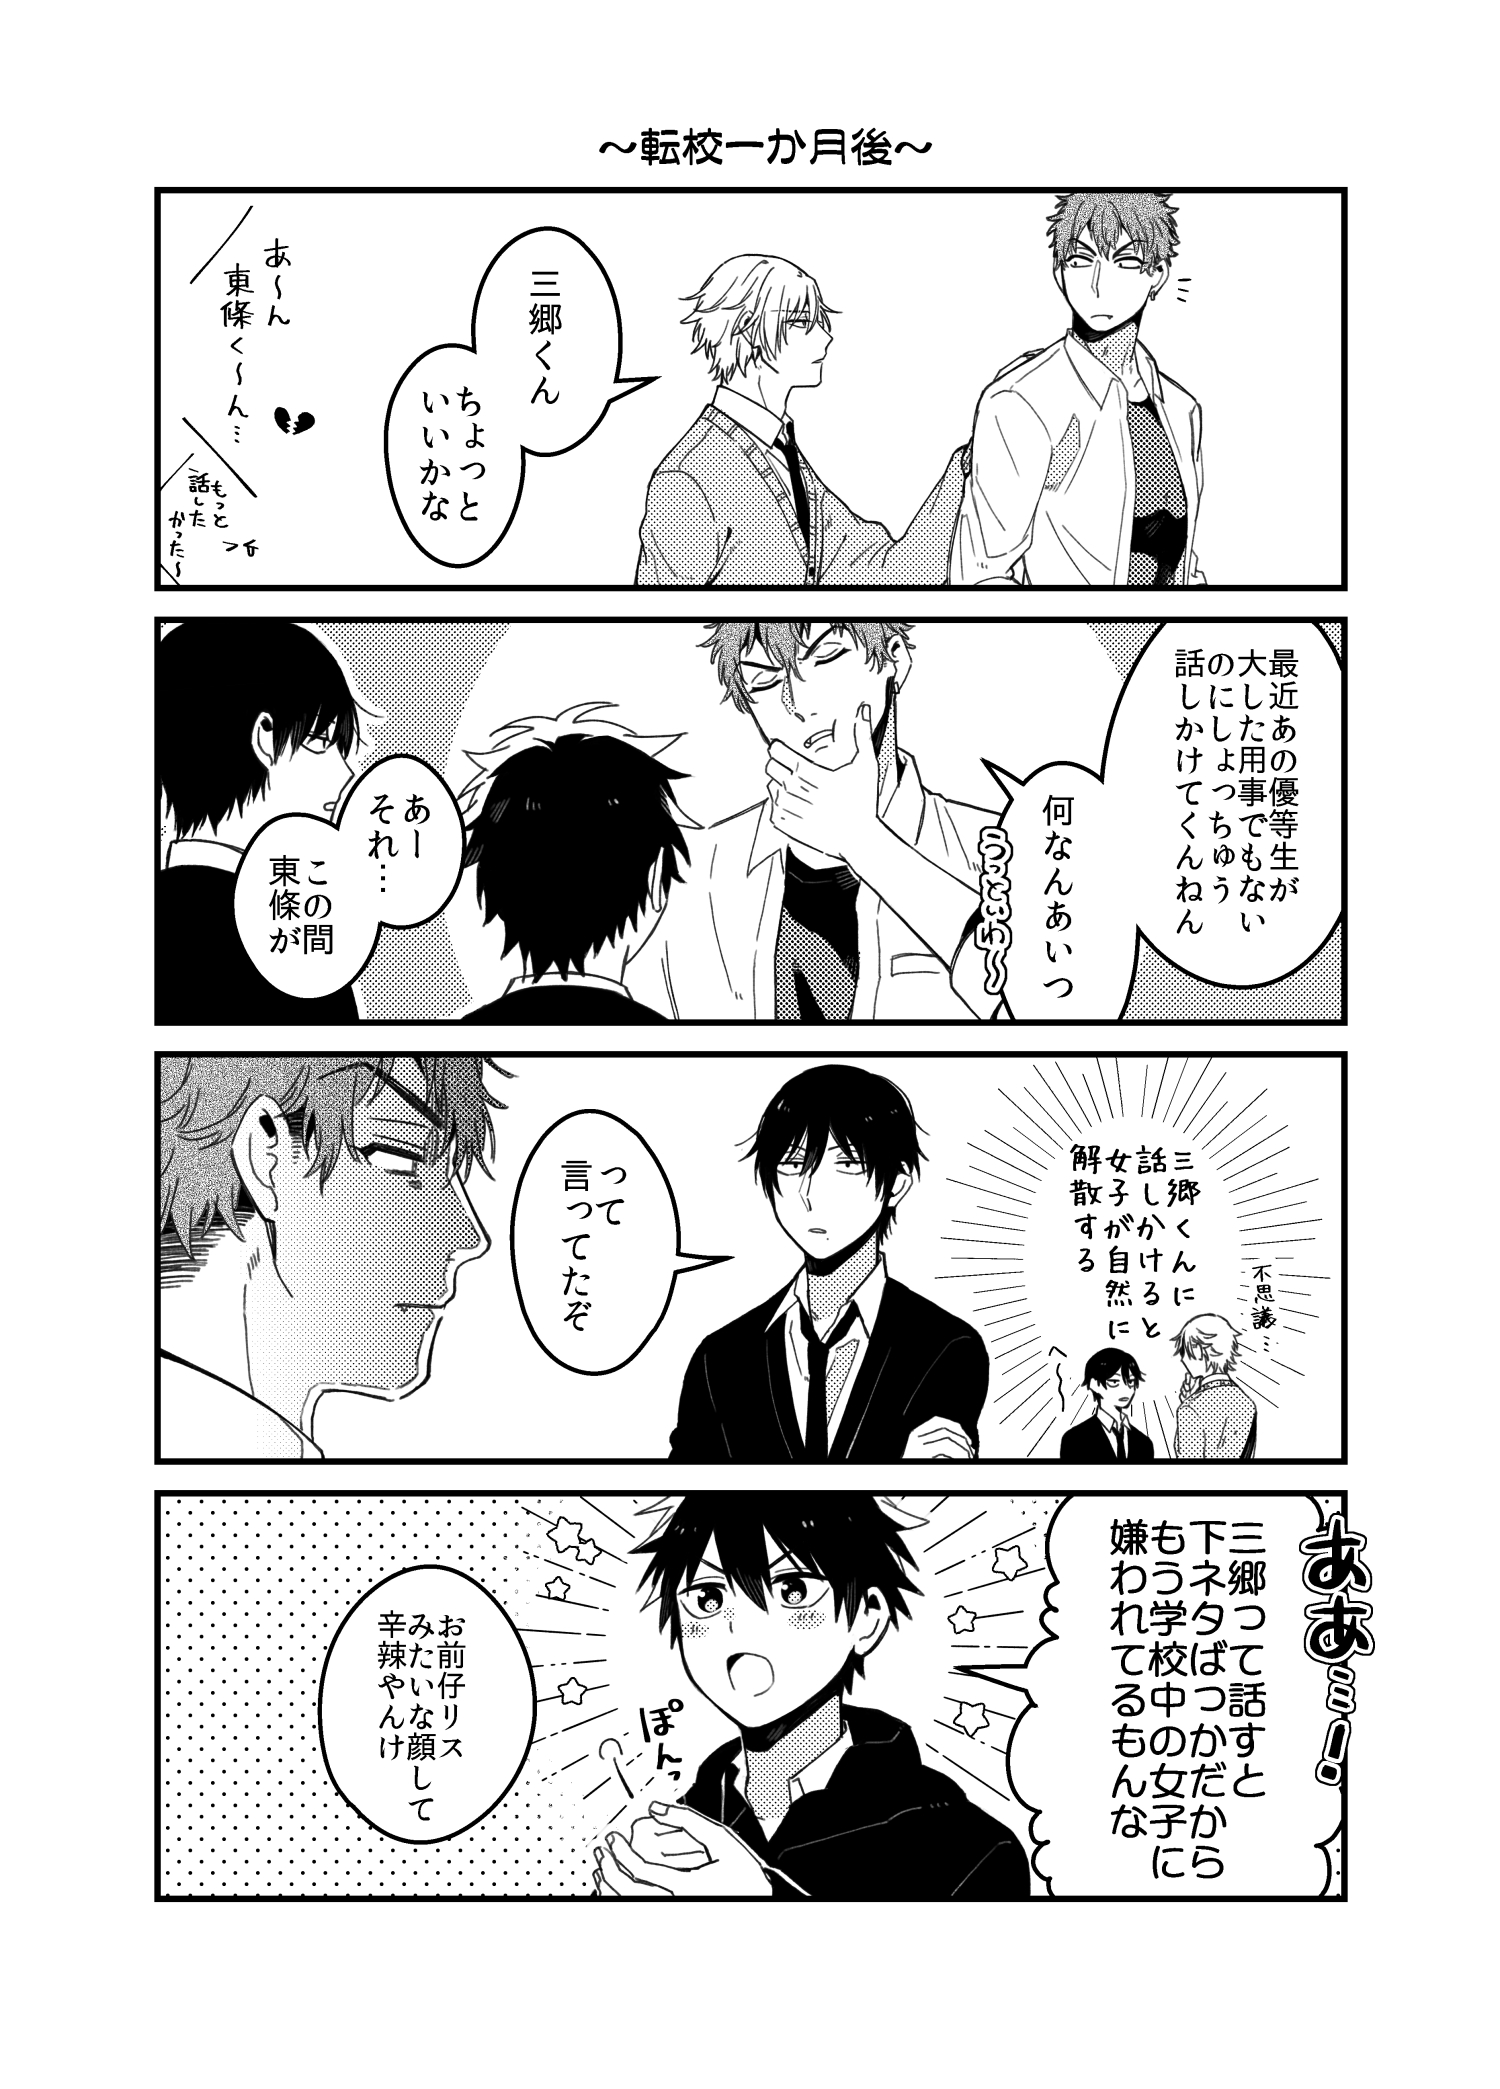 ～転校一か月後～
三郷くん
ちょっと
いいかな
あ～ん
東條く～ん…
もっと
話した
かった～
最近あの優等生が
大した用事でもない
のにしょっちゅう
話しかけてくんねん
何なんあいつ
うっといわ～
あー
それ…
この間
東條が
三郷くんに
話しかけると
女子が自然に
解散する
不思議…
へ～
って
言ってたぞ
ああ…！
三郷って話すと
下ネタばっかだから
もう学校中の女子に
嫌われてるもんな
ぽんっ
お前仔リス
みたいな顔して
辛辣やんけ